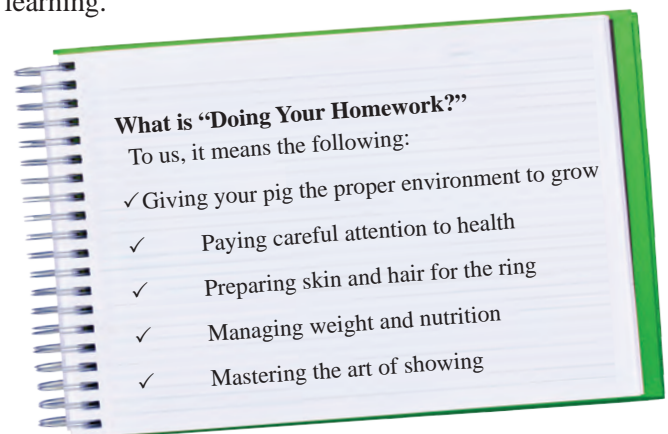 learning.
What is “Doing Your Homework?”
To us, it means the following:
✓Giving your pig the proper environment to grow
✓ Paying careful attention to health
✓ Preparing skin and hair for the ring
✓ Managing weight and nutrition
✓ Mastering the art of showing